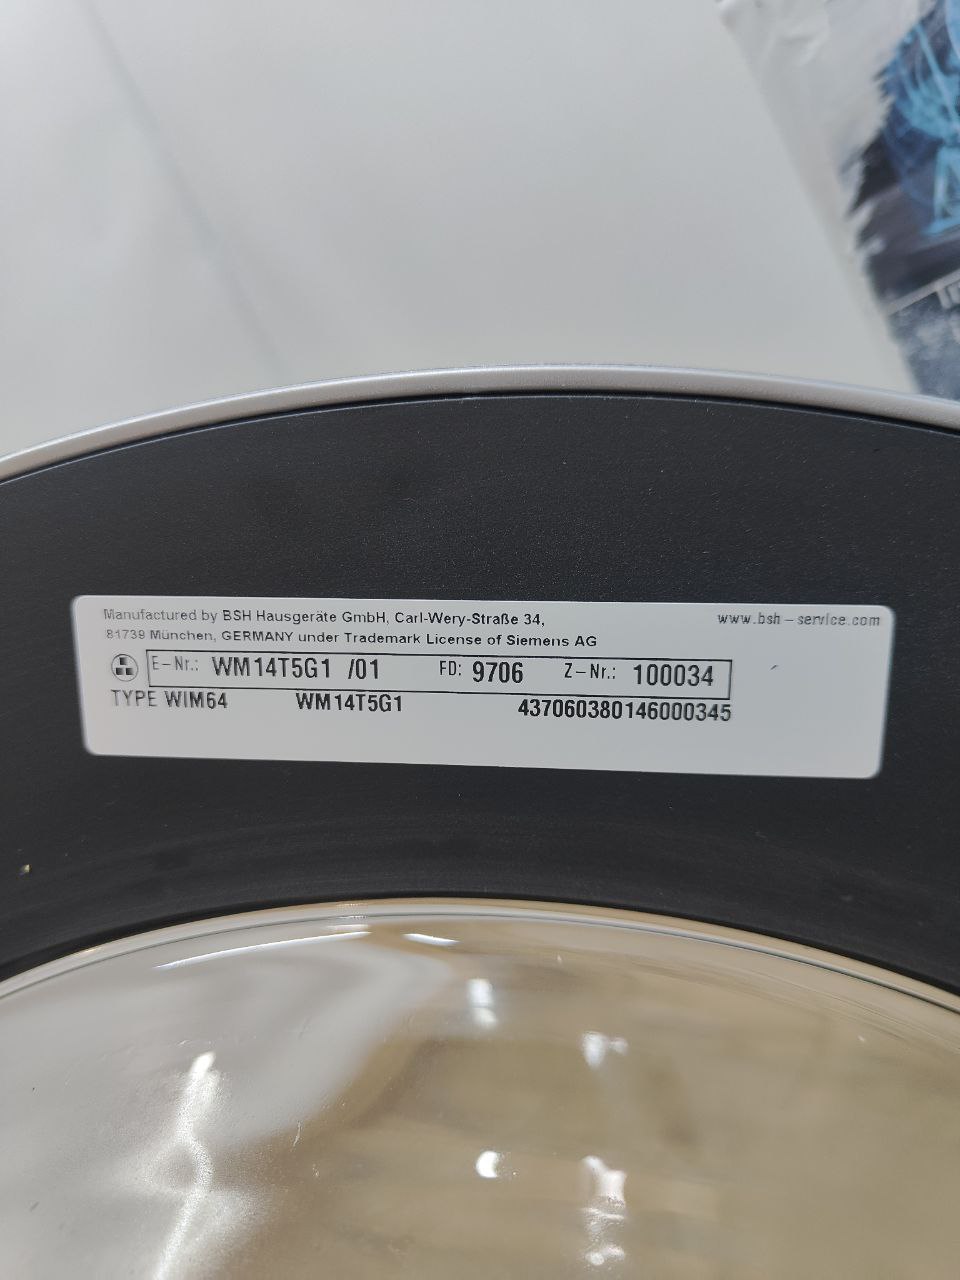 Manufactured by BSH Hausgeräte GmbH, Carl-Wery-Straße 34,
www.bsh-service.com
81739 München, GERMANY under Trademark License of Siemens AG
E-Nr.: WM14T5G1 /01 FD: 9706 Z-Nr.: 100034
TYPE WIM64 WM14T5G1 437060380146000345